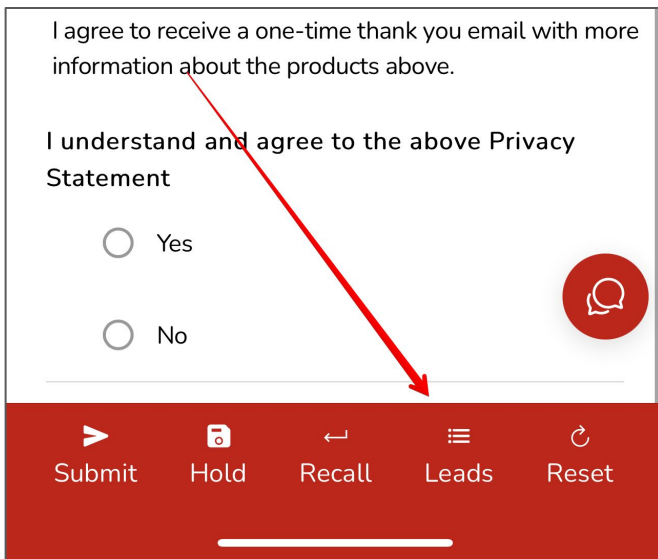 I agree to receive a one-time thank you email with more
information about the products above.
I understand and agree to the above Privacy
Statement
Yes
No
Submit Hold Recall Leads Reset